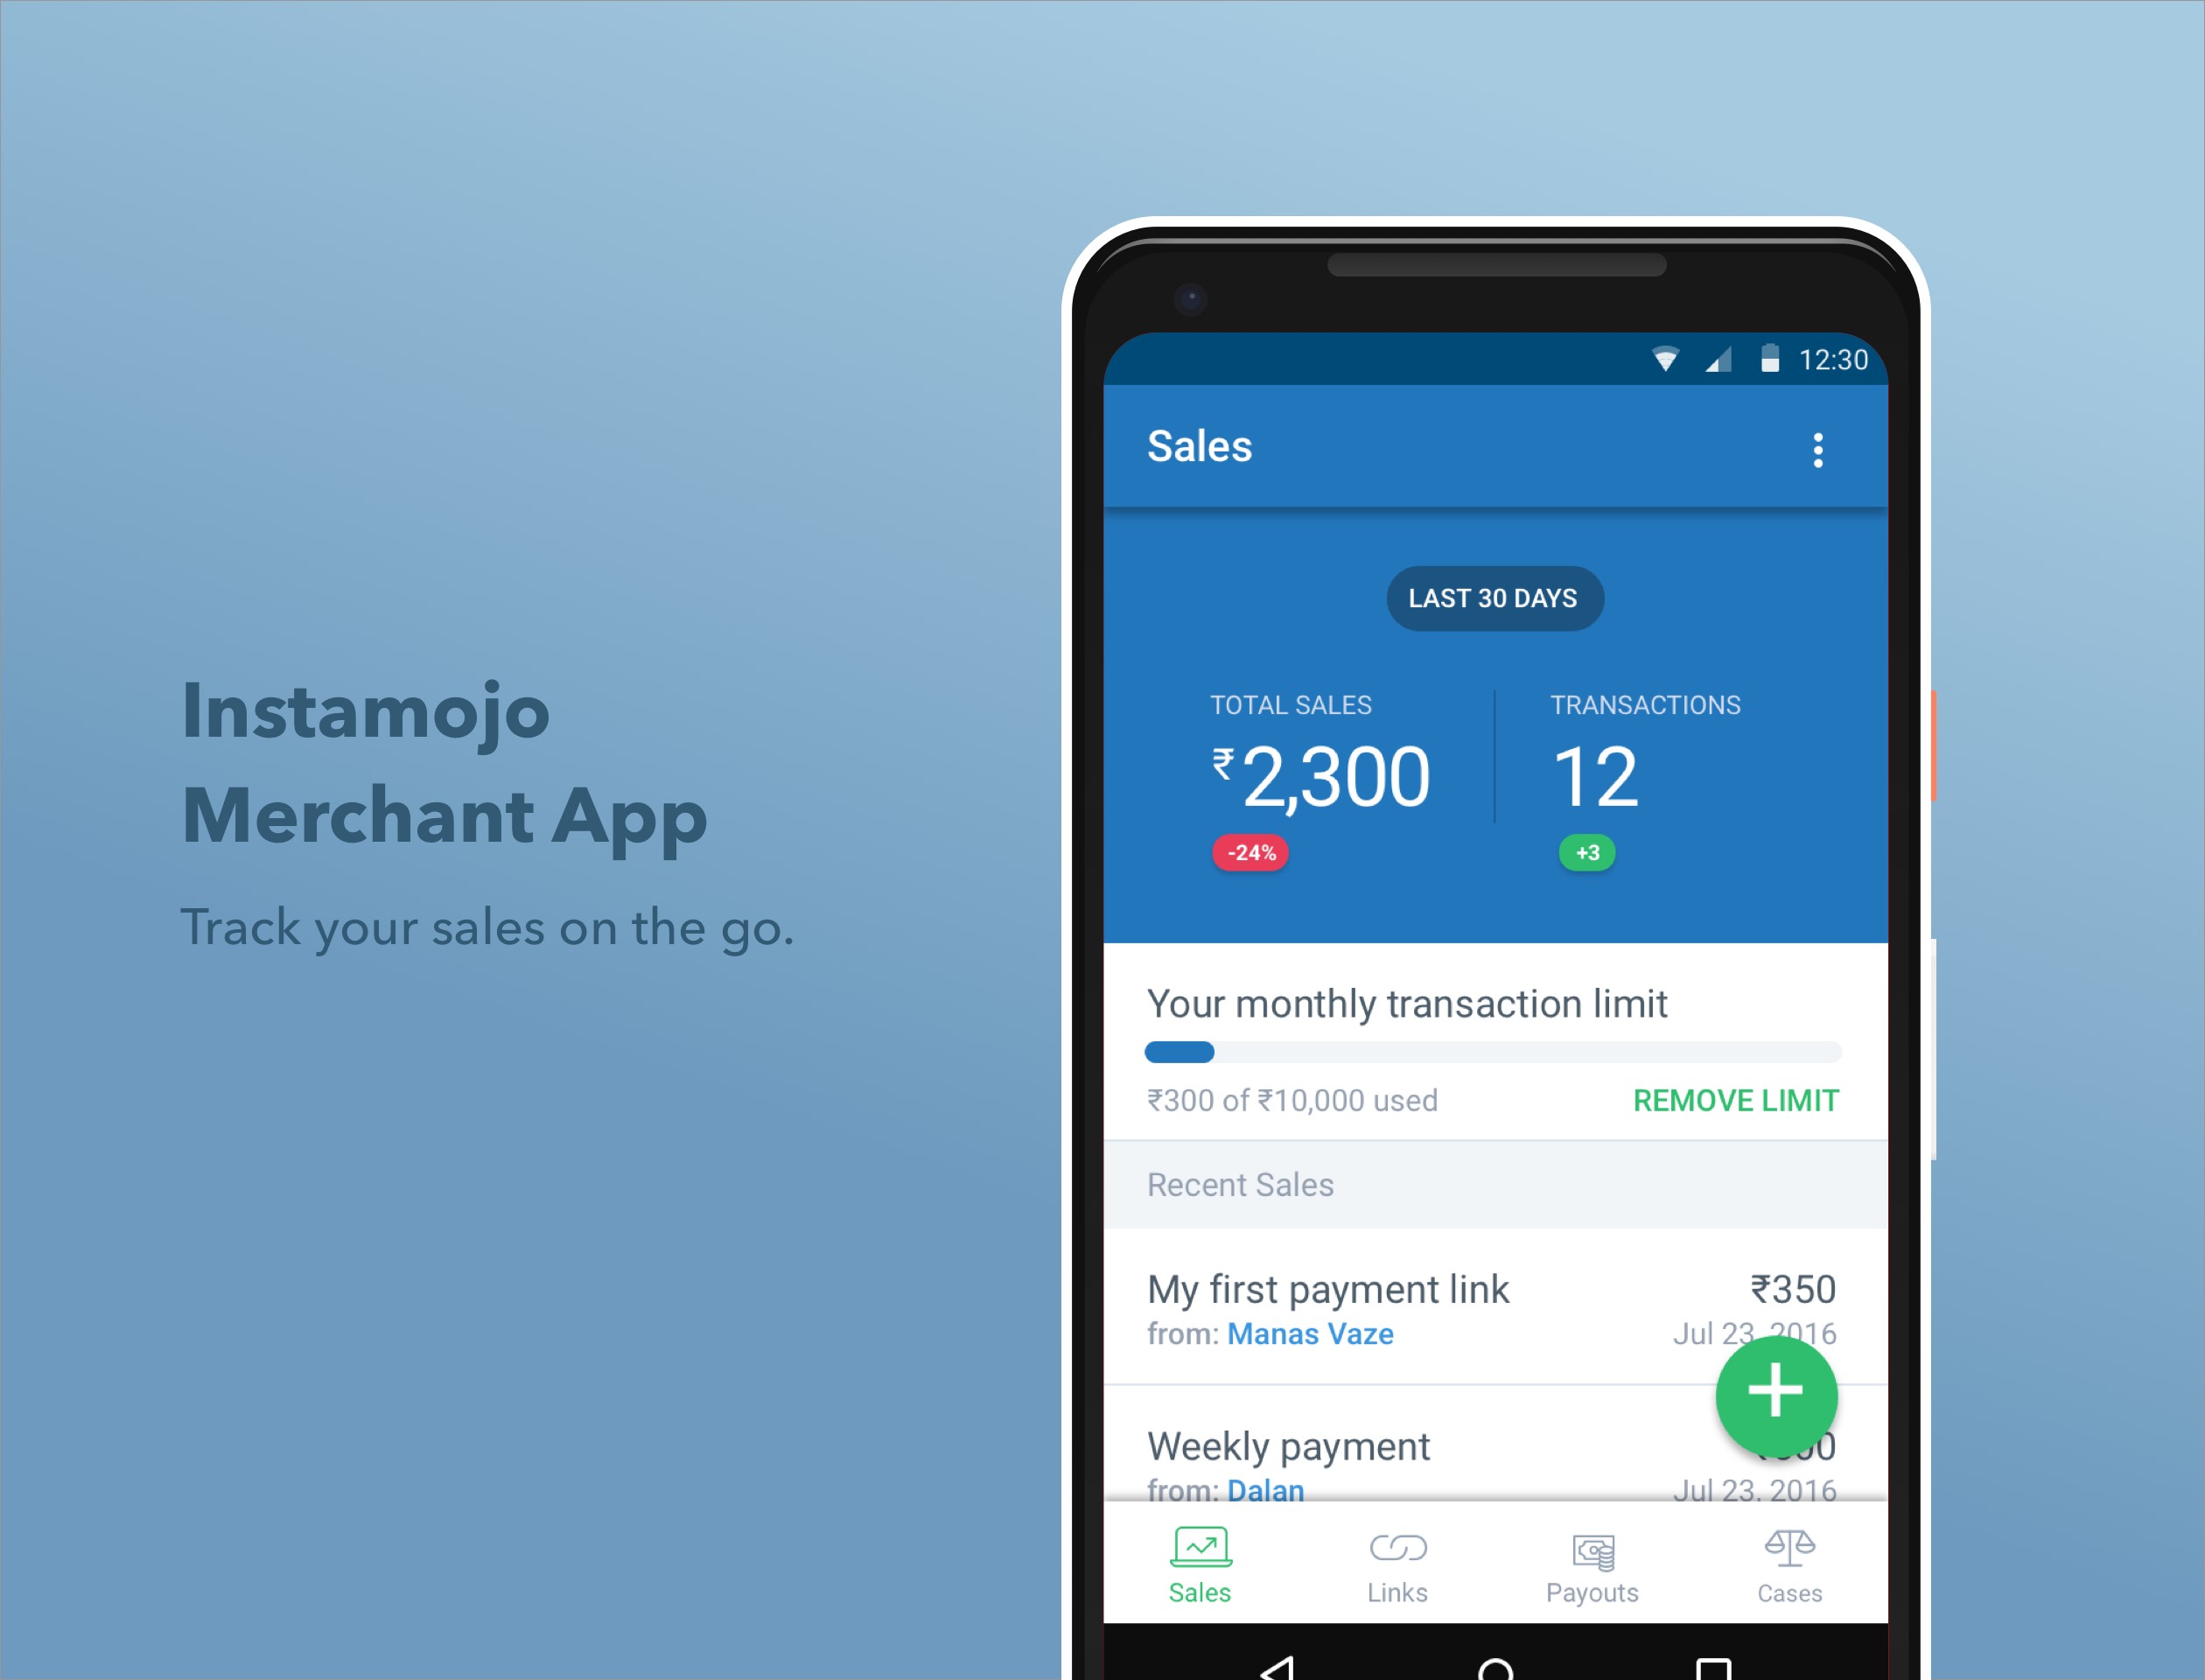 Instamojo
Merchant App
Track your sales on the go.
12:30
Sales
LAST 30 DAYS
TOTAL SALES
TRANSACTIONS
₹2,300
12
-24%
+3
Your monthly transaction limit
₹300 of ₹10,000 used
REMOVE LIMIT
Recent Sales
My first payment link
₹350
from: Manas Vaze
Jul 23, 2016
Weekly payment
from: Dalan
Jul 23, 2016
Sales
Links
Payouts
Cases